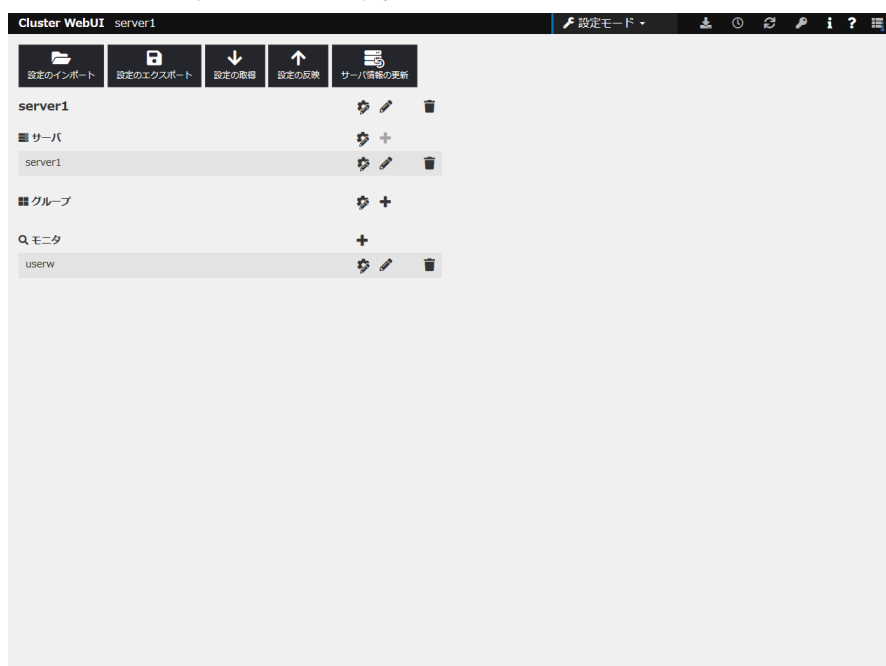 Cluster WebUI server1 設定モード
設定のインポート 設定のエクスポート 設定の取得 設定の反映 サーバ情報の更新
server1
サーバ
server1
グループ
モニタ
userw